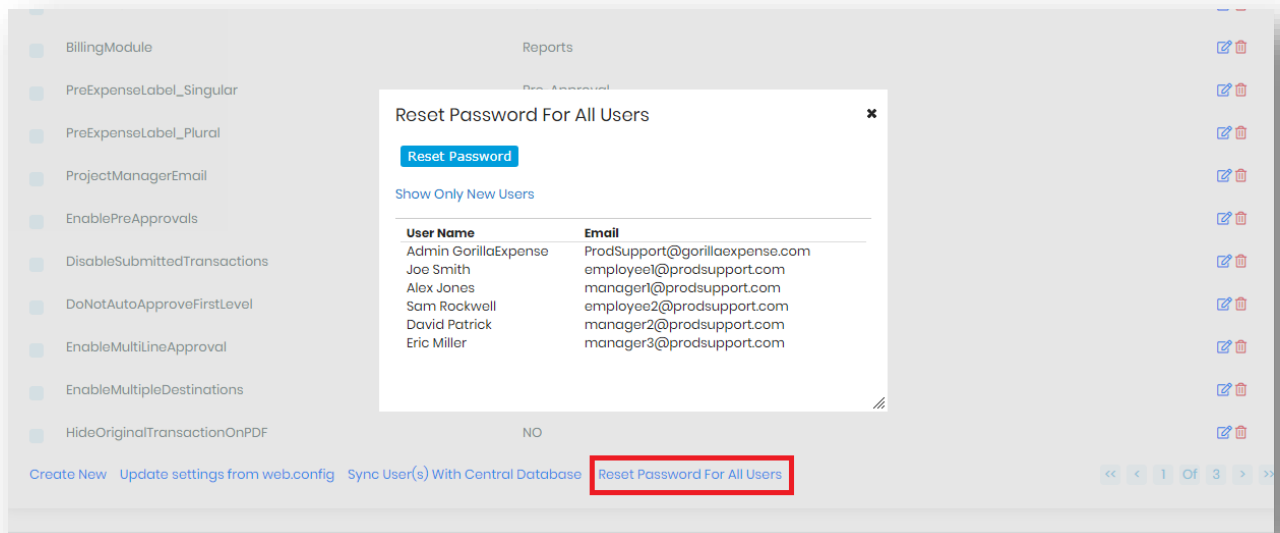 BillingModule Reports
PreExpenseLabel_Singular Pre-Approval
PreExpenseLabel_Plural
ProjectManagerEmail
EnablePreApprovals
DisableSubmittedTransactions
DoNotAutoApproveFirstLevel
EnableMultiLineApproval
EnableMultipleDestinations
HideOriginalTransactionOnPDF NO
Reset Password For All Users ✖
Reset Password
Show Only New Users
User Name Email
Admin GorillaExpense ProdSupport@gorillaexpense.com
Joe Smith employee1@prodsupport.com
Alex Jones manager1@prodsupport.com
Sam Rockwell employee2@prodsupport.com
David Patrick manager2@prodsupport.com
Eric Miller manager3@prodsupport.com
Create New Update settings from web.config Sync User(s) With Central Database Reset Password For All Users << < 1 Of 3 > >>